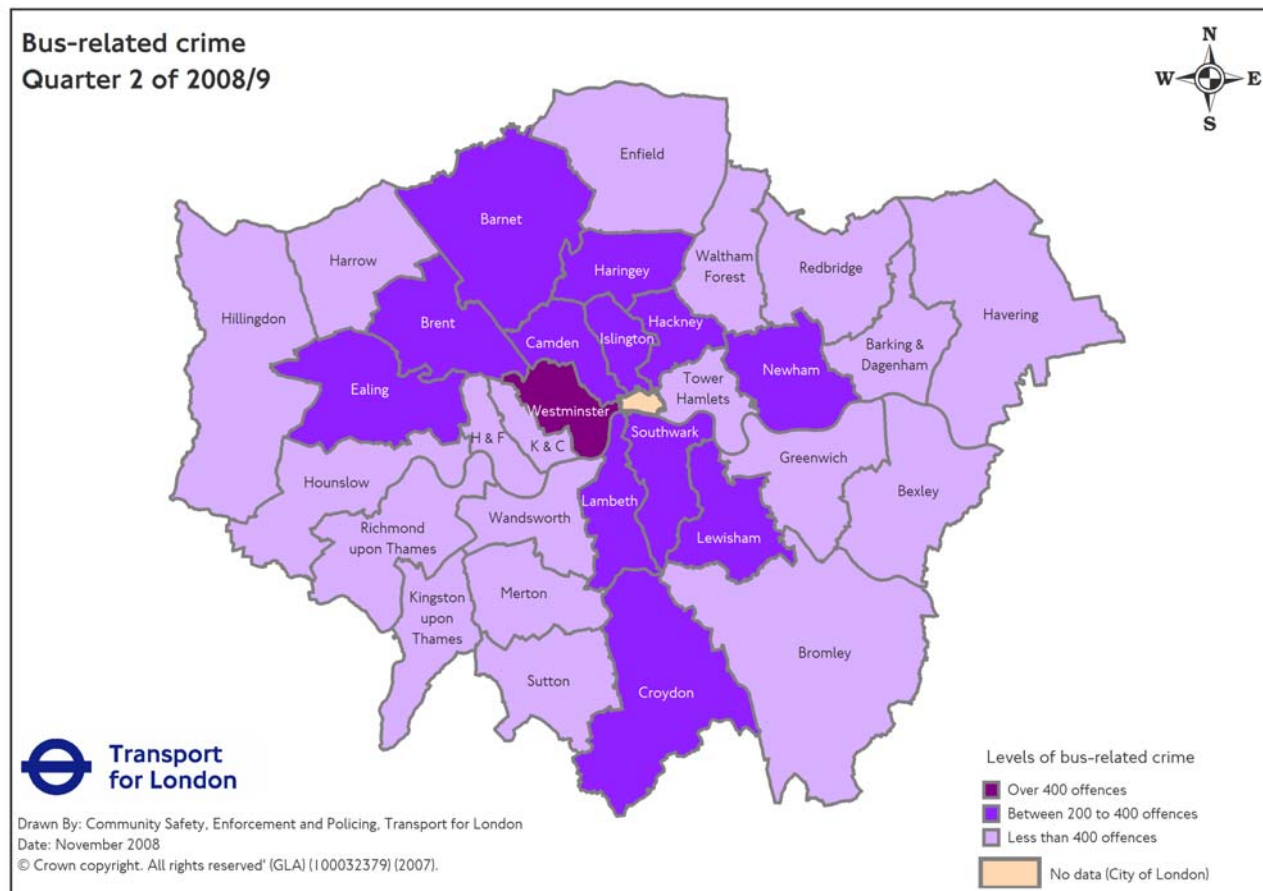 Bus-related crime
Quarter 2 of 2008/9
N
W
E
S
Enfield
Barnet
Harrow
Haringey
Waltham
Forest
Redbridge
Havering
Hillingdon
Brent
Camden
Islington
Hackney
Barking &
Dagenham
Ealing
Newham
Tower
Hamlets
Westminster
Southwark
H & F
K & C
Greenwich
Hounslow
Bexley
Lambeth
Wandsworth
Richmond
upon Thames
Lewisham
Kingston
upon
Thames
Merton
Bromley
Sutton
Croydon
Transport
for London
Levels of bus-related crime
Over 400 offences
Between 200 to 400 offences
Less than 400 offences
No data (City of London)
Drawn By: Community Safety, Enforcement and Policing, Transport for London
Date: November 2008
© Crown copyright. All rights reserved' (GLA) (100032379) (2007).